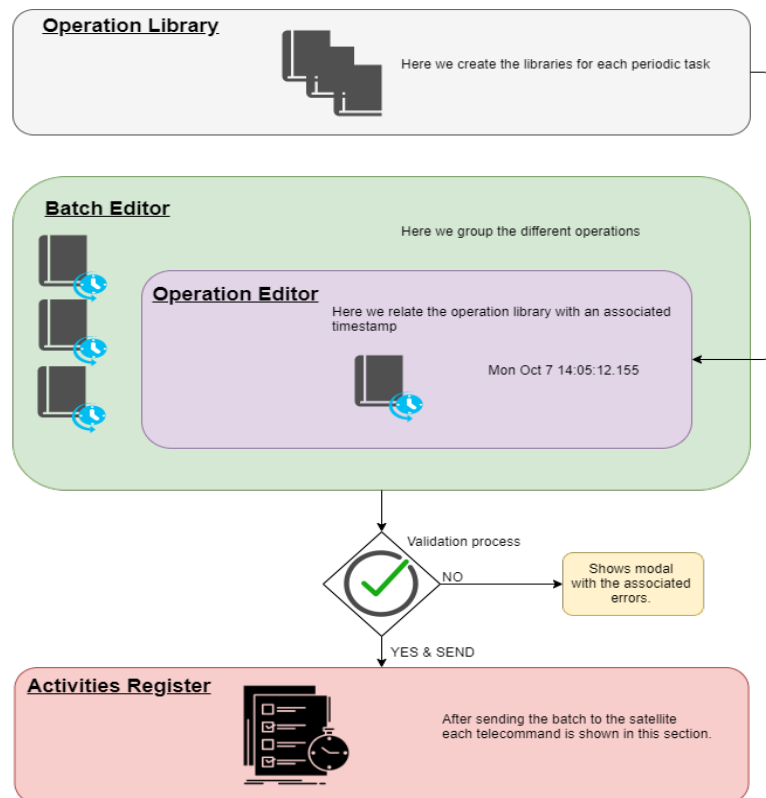 Operation Library
Here we create the libraries for each periodic task
Batch Editor
Here we group the different operations
Operation Editor
Here we relate the operation library with an associated
timestamp
Mon Oct 7 14:05:12.155
Validation process
NO
Shows modal
with the associated
errors.
YES & SEND
Activities Register
After sending the batch to the satellite
each telecommand is shown in this section.